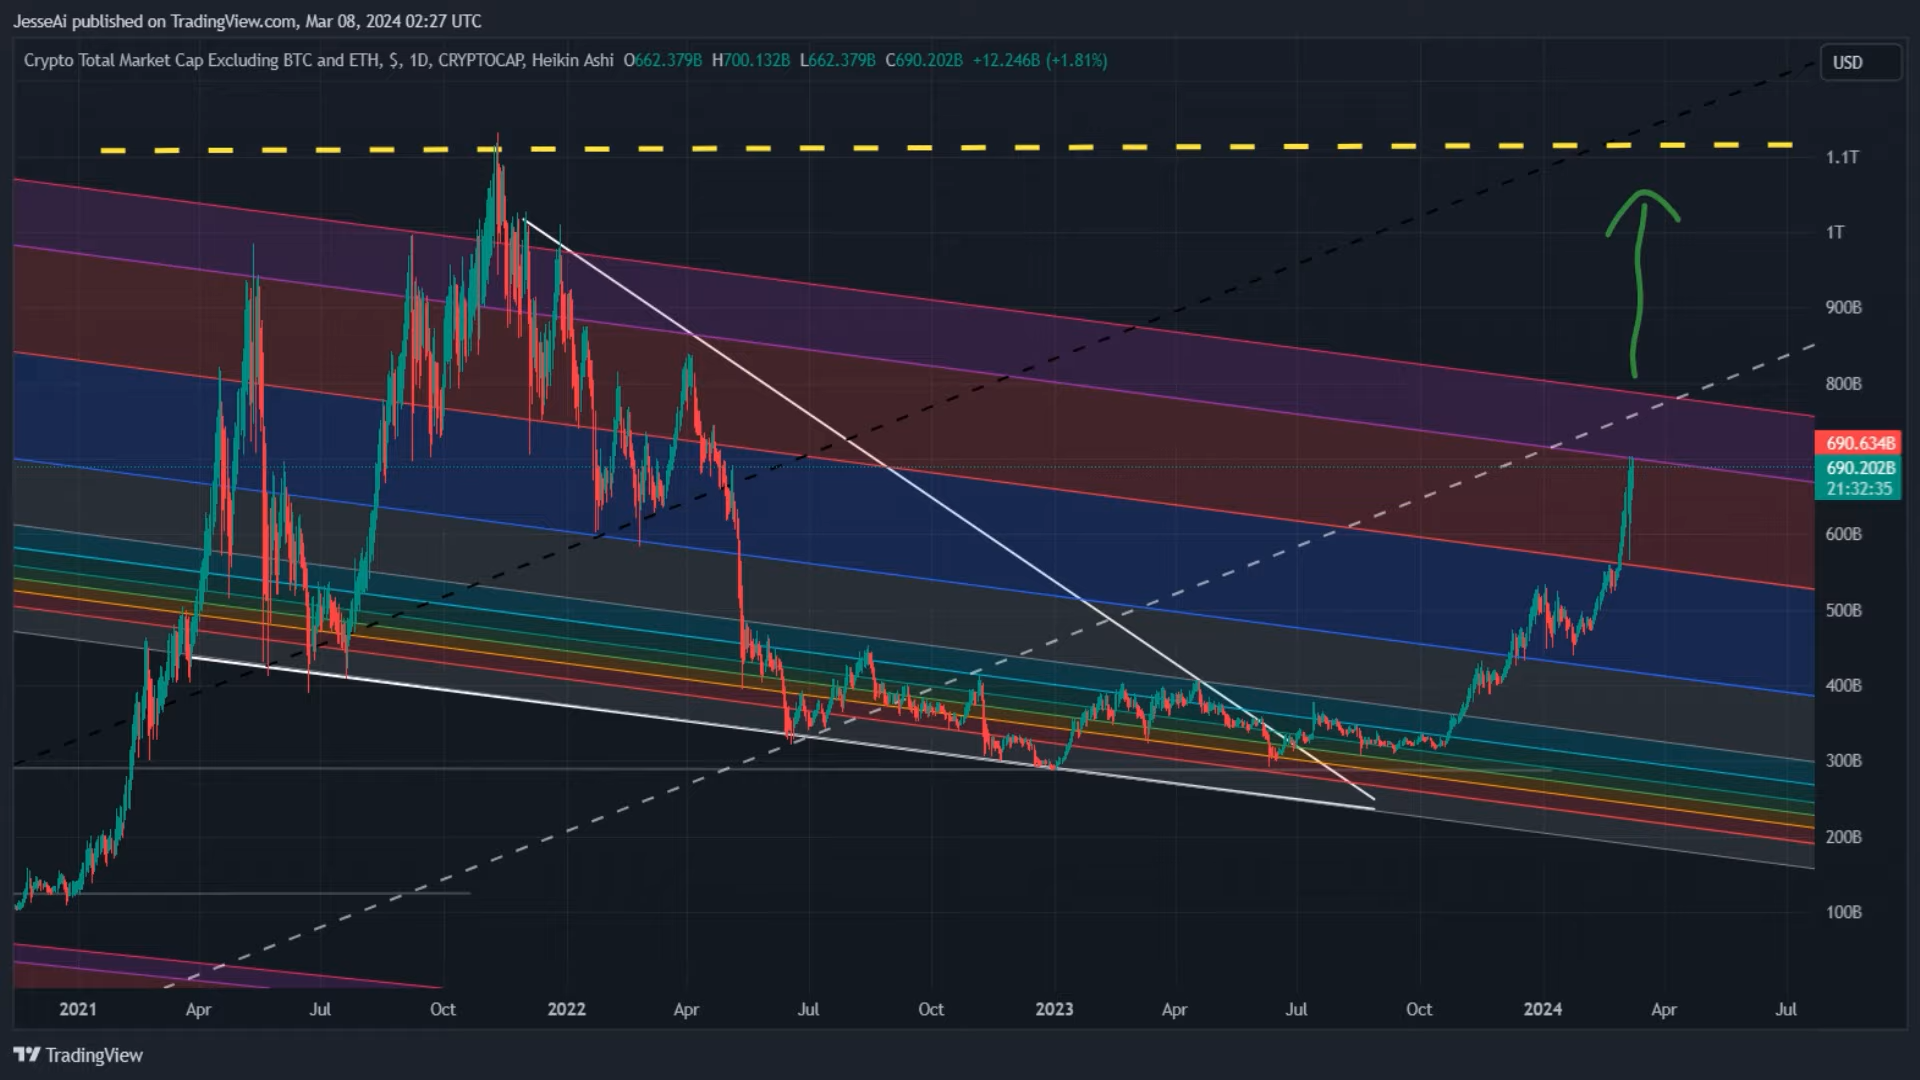 JesseAi published on TradingView.com, Mar 08, 2024 02:27 UTC
Crypto Total Market Cap Excluding BTC and ETH, $, 1D, CRYPTOCAP, Heikin Ashi O662.379B H700.132B L662.379B C690.202B +12.246B (+1.81%)
USD
1.1T
1T
900B
800B
690.634B
690.202B
21:32:35
600B
500B
400B
300B
200B
100B
2021 Apr Jul Oct 2022 Apr Jul Oct 2023 Apr Jul Oct 2024 Apr Jul
TradingView